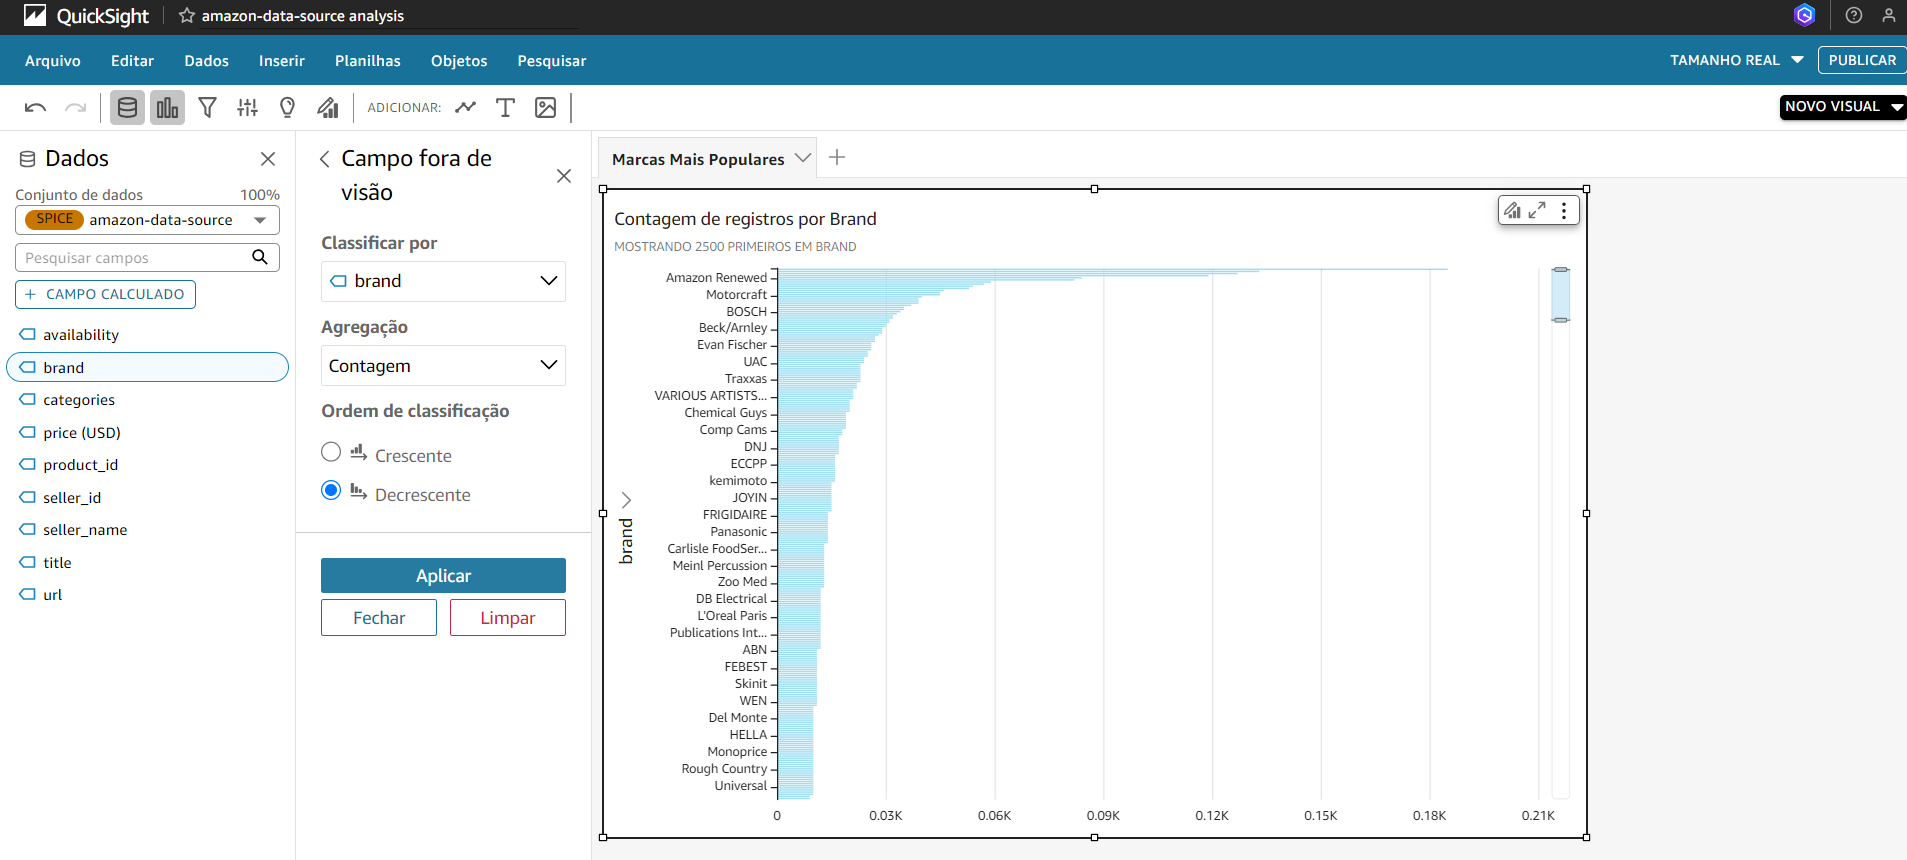 QuickSight
amazon-data-source analysis
Arquivo Editar Dados Inserir Planilhas Objetos Pesquisar
TAMANHO REAL
PUBLICAR
ADICIONAR:
NOVO VISUAL
Dados
Conjunto de dados 100%
SPICE amazon-data-source
Pesquisar campos
+ CAMPO CALCULADO
availability
brand
categories
price (USD)
product_id
seller_id
seller_name
title
url
Campo fora de
visão
Classificar por
brand
Agregação
Contagem
Ordem de classificação
Crescente
Decrescente
Aplicar
Fechar
Limpar
Marcas Mais Populares
Contagem de registros por Brand
MOSTRANDO 2500 PRIMEIROS EM BRAND
brand
Amazon Renewed
Motorcraft
BOSCH
Beck/Arnley
Evan Fischer
UAC
Traxxas
VARIOUS ARTISTS...
Chemical Guys
Comp Cams
DNJ
ECCPP
kemimoto
JOYIN
FRIGIDAIRE
Panasonic
Carlisle FoodSer...
Meinl Percussion
Zoo Med
DB Electrical
L'Oreal Paris
Publications Int...
ABN
FEBEST
Skinit
WEN
Del Monte
HELLA
Monoprice
Rough Country
Universal
0 0.03K 0.06K 0.09K 0.12K 0.15K 0.18K 0.21K